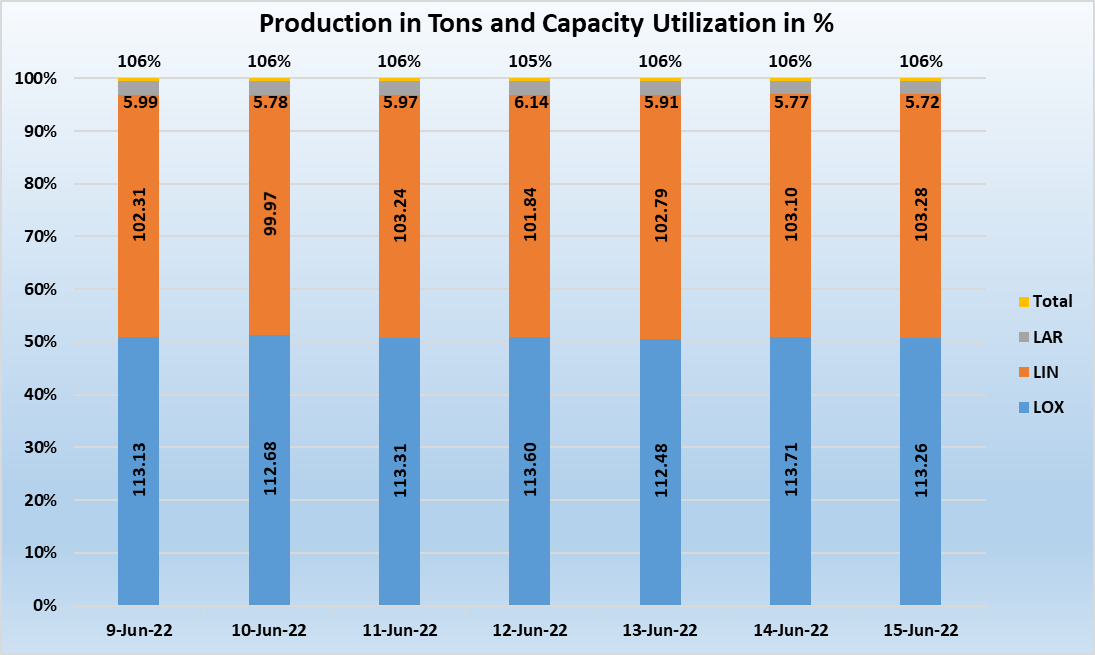 Production in Tons and Capacity Utilization in %
106% 106% 106% 105% 106% 106% 106%
100%
5.99 5.78 5.97 6.14 5.91 5.77 5.72
90%
80%
102.31 99.97 103.24 101.84 102.79 103.10 103.28
70%
60%
Total
50%
LAR
LIN
40%
LOX
30%
113.13 112.68 113.31 113.60 112.48 113.71 113.26
20%
10%
0%
9-Jun-22 10-Jun-22 11-Jun-22 12-Jun-22 13-Jun-22 14-Jun-22 15-Jun-22